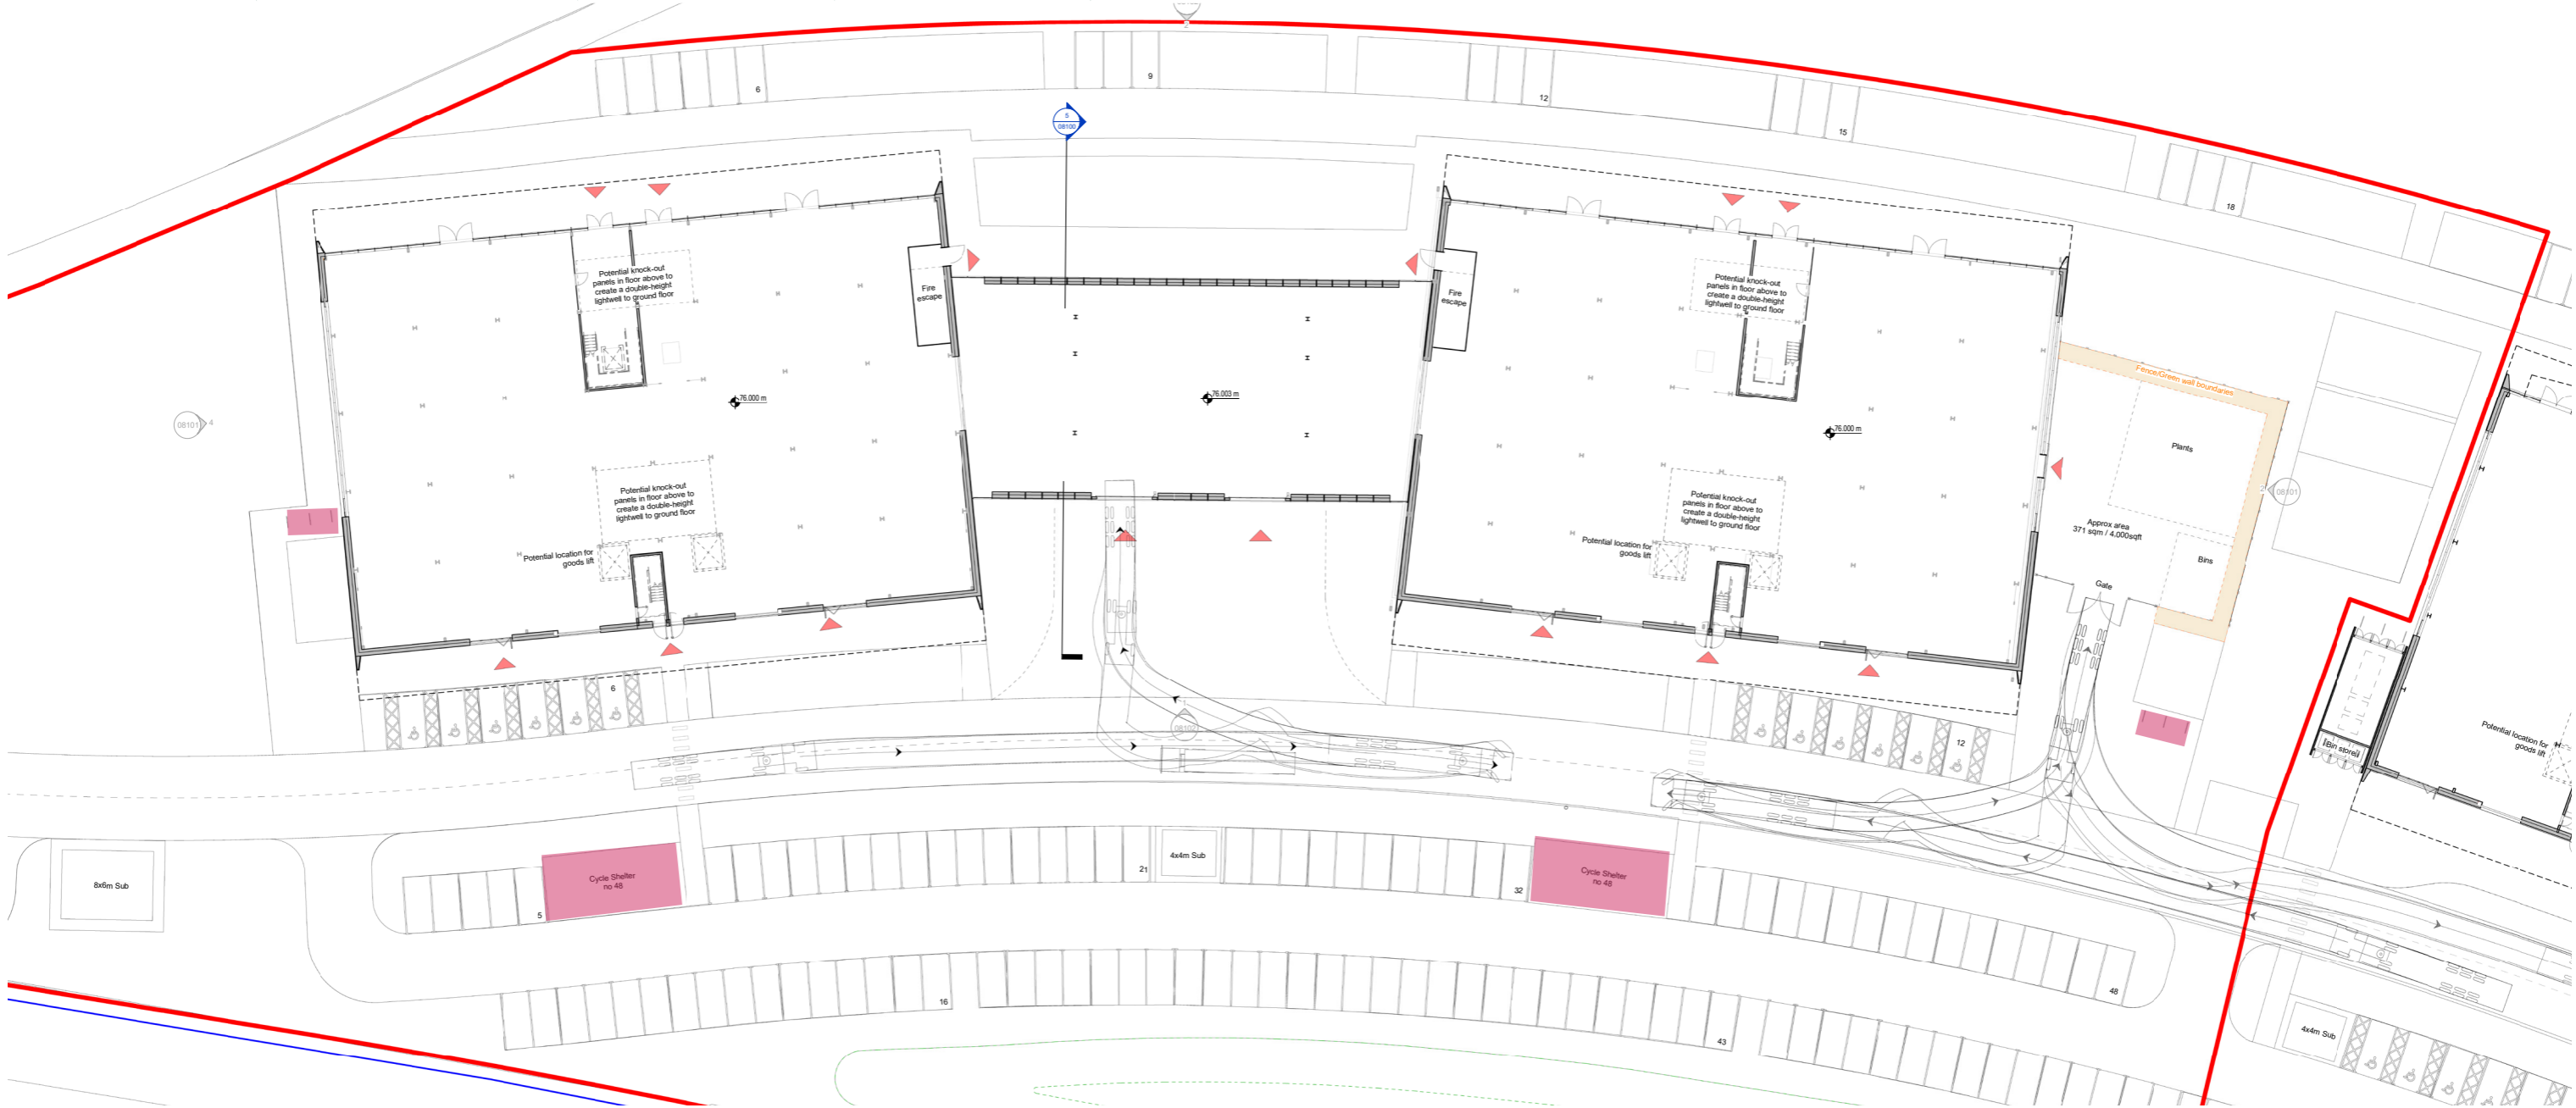 6
9
12
15
18
5
08100
Potential knock-out
panels in floor above to
create a double-height
lightwell to ground floor
Fire
escape
Fire
escape
Potential knock-out
panels in floor above to
create a double-height
lightwell to ground floor
76.000 m
76.003 m
76.000 m
08101
4
Fence/Green wall boundaries
Plants
2
08101
Approx area
371 sqm / 4,000sqft
Bins
Gate
Potential knock-out
panels in floor above to
create a double-height
lightwell to ground floor
Potential location for
goods lift
Potential knock-out
panels in floor above to
create a double-height
lightwell to ground floor
Potential location for
goods lift
6
1
08102
12
Bin store
Potential location for
goods lift
8x6m Sub
5
Cycle Shelter
no 48
21
4x4m Sub
32
Cycle Shelter
no 48
48
16
43
4x4m Sub